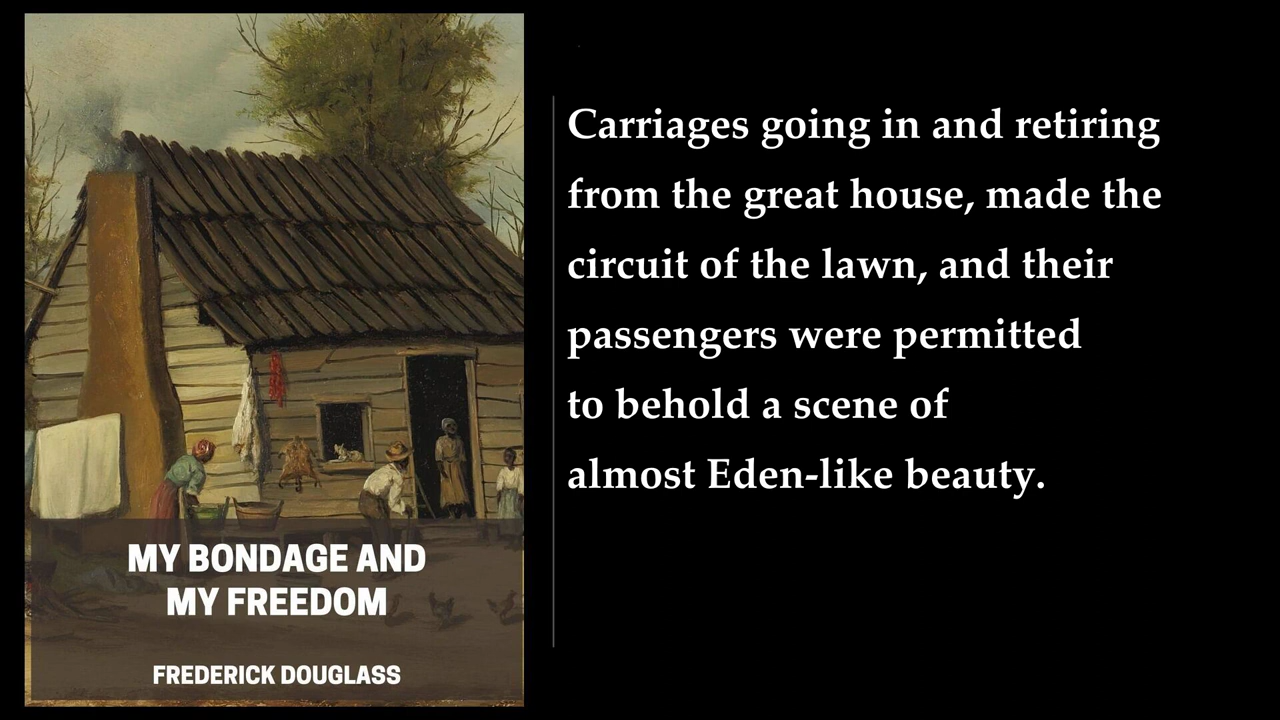 MY BONDAGE AND
MY FREEDOM
FREDERICK DOUGLASS
Carriages going in and retiring
from the great house, made the
circuit of the lawn, and their
passengers were permitted
to behold a scene of
almost Eden-like beauty.